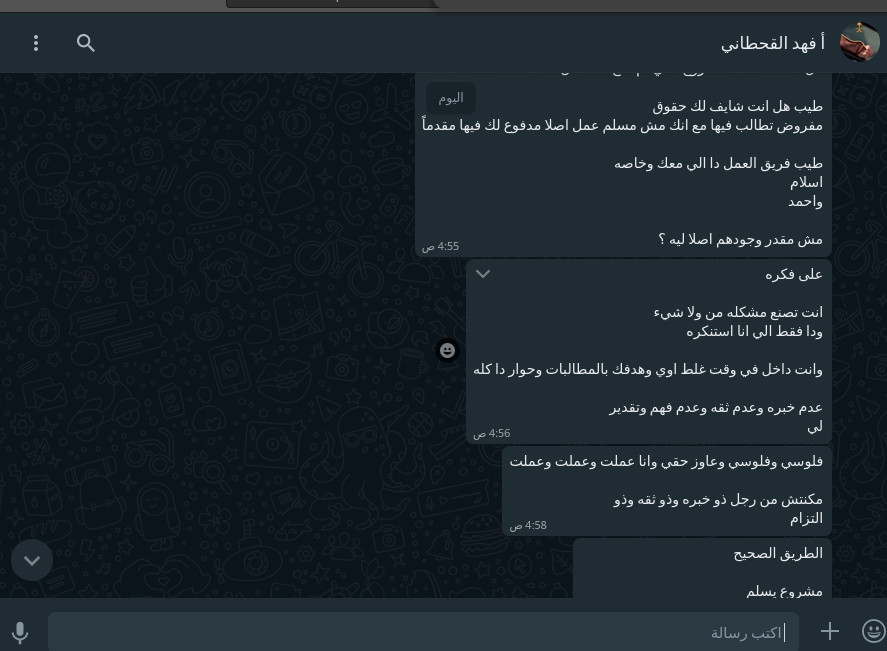 أ فهد القحطاني
اليوم
طيب هل انت شايف لك حقوق
مفروض تطالب فيها مع انك مش مسلم عمل اصلا مدفوع لك فيها مقدماً
طيب فريق العمل دا الي معك وخاصه
اسلام
واحمد
مش مقدر وجودهم اصلا ليه ؟
4:55 ص
على فكره
انت تصنع مشكله من ولا شيء
ودا فقط الي انا استنكره
وانت داخل في وقت غلط اوي وهدفك بالمطالبات وحوار دا كله
عدم خبره وعدم ثقه وعدم فهم وتقدير
لي
4:56 ص
فلوسي وفلوسي وعاوز حقي وانا عملت وعملت وعملت
مكنتش من رجل ذو خبره وذو ثقه وذو
التزام
4:58 ص
الطريق الصحيح
مشروع يسلم
اكتب رسالة